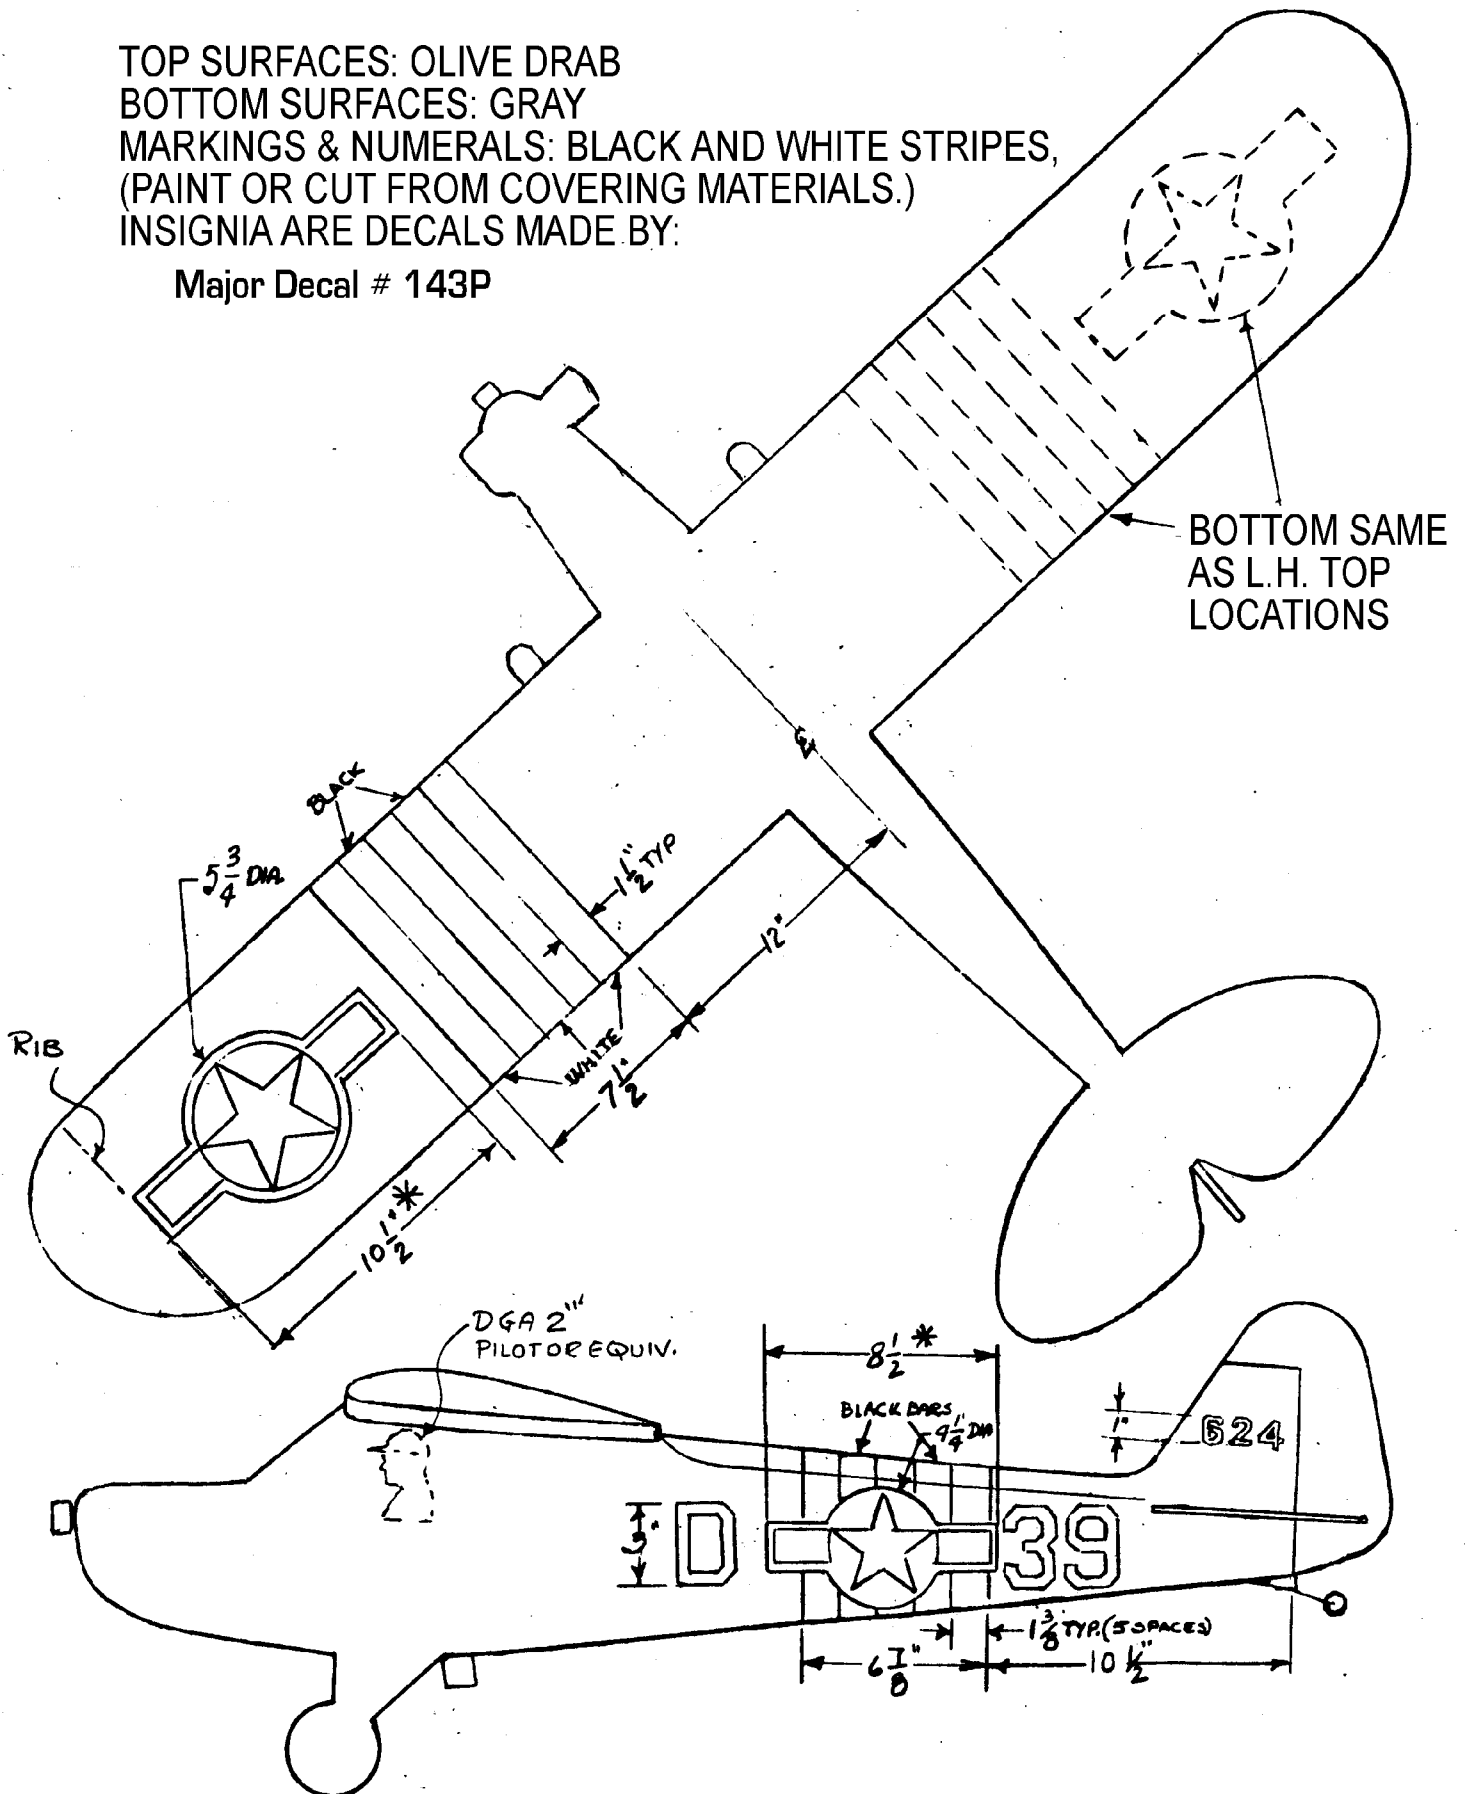 TOP SURFACES: OLIVE DRAB
BOTTOM SURFACES: GRAY
MARKINGS & NUMERALS: BLACK AND WHITE STRIPES,
(PAINT OR CUT FROM COVERING MATERIALS.)
INSIGNIA ARE DECALS MADE BY:
Major Decal # 143P
BOTTOM SAME
AS L.H. TOP
LOCATIONS
℄
BLACK
5 3/4 DIA
1 1/2" TYP
12"
WHITE
7 1/2"
RIB
10 1/2" *
DGA 2"
PILOT OR EQUIV.
8 1/2 *
BLACK BARS
4 1/4" DIA
1"
624
3"
D
39
1 3/8 TYP. (5 SPACES)
6 7/8"
10 1/2"